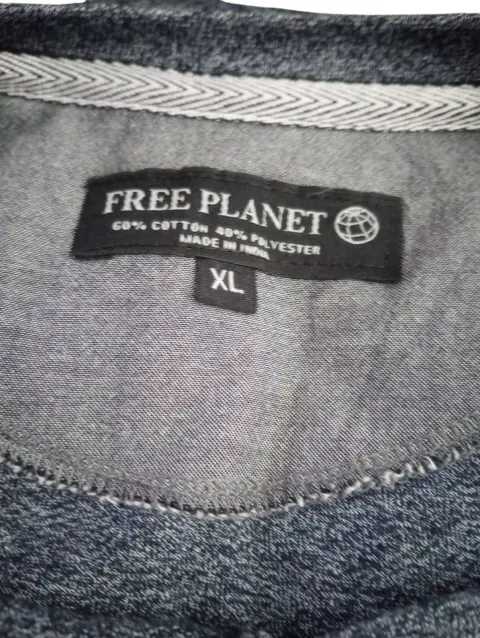 FREE PLANET
60% COTTON 40% POLYESTER
MADE IN INDIA
XL